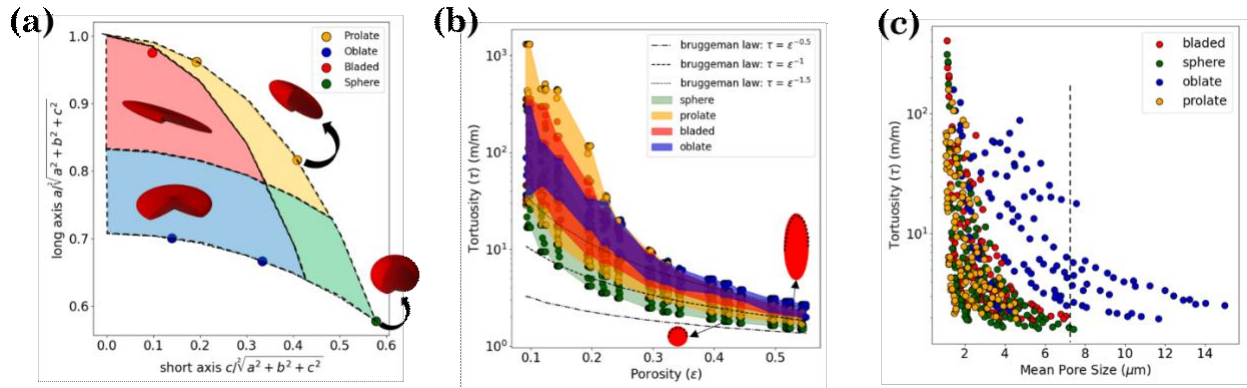 (a)
1.0
0.9
0.8
0.7
0.6
0.0 0.1 0.2 0.3 0.4 0.5 0.6
long axis a/∛a² + b² + c²
short axis c/∛a² + b² + c²
Prolate
Oblate
Bladed
Sphere
(b)
10³
10²
10¹
10⁰
0.1 0.2 0.3 0.4 0.5
Tortuosity (τ) (m/m)
Porosity (ε)
bruggeman law: τ = ε⁻⁰·⁵
bruggeman law: τ = ε⁻¹
bruggeman law: τ = ε⁻¹·⁵
sphere
prolate
bladed
oblate
(c)
10²
10¹
2 4 6 8 10 12 14
Tortuosity (τ) (m/m)
Mean Pore Size (μm)
bladed
sphere
oblate
prolate